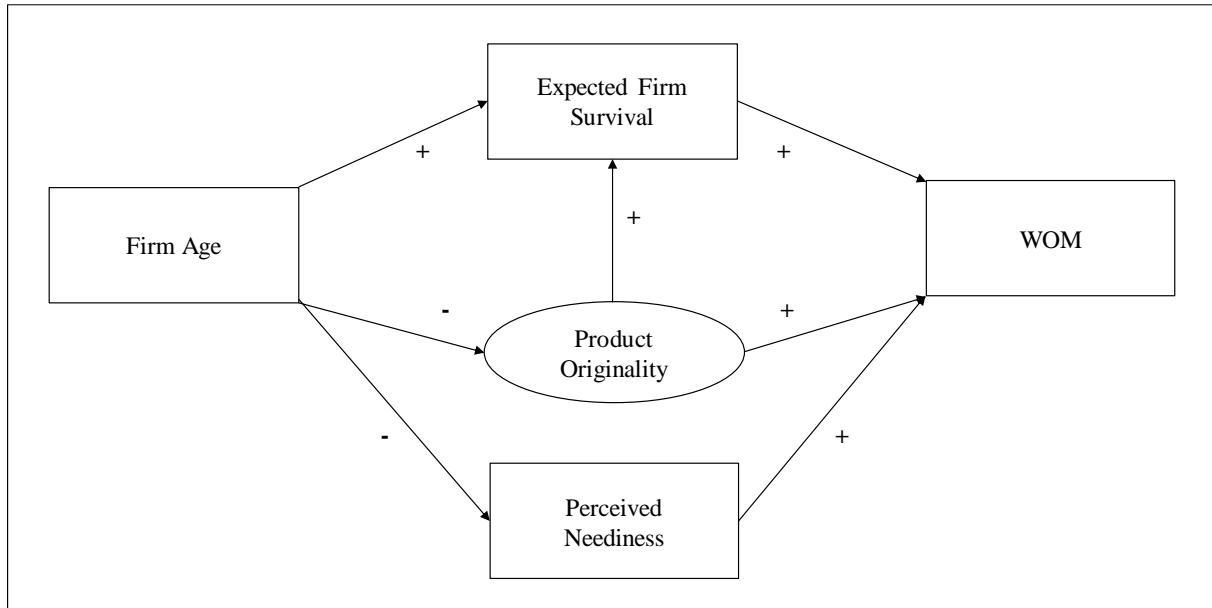 Expected Firm
Survival
+
+
Firm Age
+
WOM
-
+
Product
Originality
-
+
Perceived
Neediness